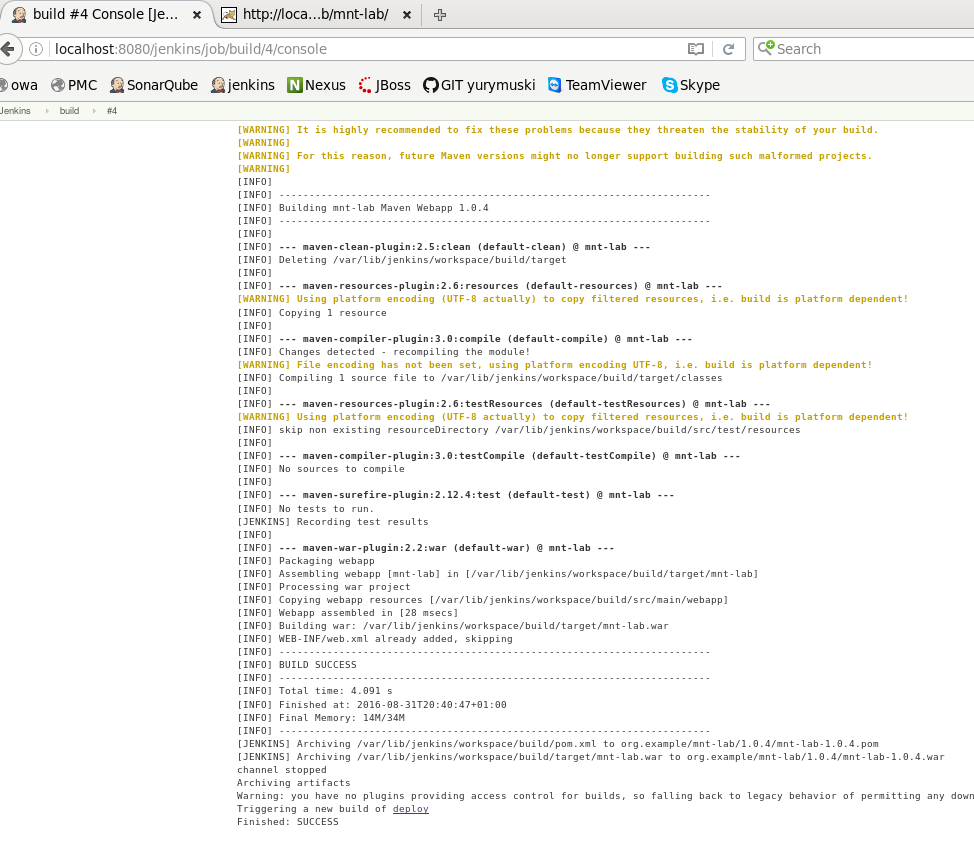 build #4 Console [Je...
http://loca...b/mnt-lab/
localhost:8080/jenkins/job/build/4/console
Search
owa
PMC
SonarQube
jenkins
Nexus
JBoss
GIT yurymuski
TeamViewer
Skype
Jenkins
build
#4
[WARNING] It is highly recommended to fix these problems because they threaten the stability of your build.
[WARNING]
[WARNING] For this reason, future Maven versions might no longer support building such malformed projects.
[WARNING]
[INFO]
[INFO] ------------------------------------------------------------------------
[INFO] Building mnt-lab Maven Webapp 1.0.4
[INFO] ------------------------------------------------------------------------
[INFO]
[INFO] --- maven-clean-plugin:2.5:clean (default-clean) @ mnt-lab ---
[INFO] Deleting /var/lib/jenkins/workspace/build/target
[INFO]
[INFO] --- maven-resources-plugin:2.6:resources (default-resources) @ mnt-lab ---
[WARNING] Using platform encoding (UTF-8 actually) to copy filtered resources, i.e. build is platform dependent!
[INFO] Copying 1 resource
[INFO]
[INFO] --- maven-compiler-plugin:3.0:compile (default-compile) @ mnt-lab ---
[INFO] Changes detected - recompiling the module!
[WARNING] File encoding has not been set, using platform encoding UTF-8, i.e. build is platform dependent!
[INFO] Compiling 1 source file to /var/lib/jenkins/workspace/build/target/classes
[INFO]
[INFO] --- maven-resources-plugin:2.6:testResources (default-testResources) @ mnt-lab ---
[WARNING] Using platform encoding (UTF-8 actually) to copy filtered resources, i.e. build is platform dependent!
[INFO] skip non existing resourceDirectory /var/lib/jenkins/workspace/build/src/test/resources
[INFO]
[INFO] --- maven-compiler-plugin:3.0:testCompile (default-testCompile) @ mnt-lab ---
[INFO] No sources to compile
[INFO]
[INFO] --- maven-surefire-plugin:2.12.4:test (default-test) @ mnt-lab ---
[INFO] No tests to run.
[JENKINS] Recording test results
[INFO]
[INFO] --- maven-war-plugin:2.2:war (default-war) @ mnt-lab ---
[INFO] Packaging webapp
[INFO] Assembling webapp [mnt-lab] in [/var/lib/jenkins/workspace/build/target/mnt-lab]
[INFO] Processing war project
[INFO] Copying webapp resources [/var/lib/jenkins/workspace/build/src/main/webapp]
[INFO] Webapp assembled in [28 msecs]
[INFO] Building war: /var/lib/jenkins/workspace/build/target/mnt-lab.war
[INFO] WEB-INF/web.xml already added, skipping
[INFO] ------------------------------------------------------------------------
[INFO] BUILD SUCCESS
[INFO] ------------------------------------------------------------------------
[INFO] Total time: 4.091 s
[INFO] Finished at: 2016-08-31T20:40:47+01:00
[INFO] Final Memory: 14M/34M
[INFO] ------------------------------------------------------------------------
[JENKINS] Archiving /var/lib/jenkins/workspace/build/pom.xml to org.example/mnt-lab/1.0.4/mnt-lab-1.0.4.pom
[JENKINS] Archiving /var/lib/jenkins/workspace/build/target/mnt-lab.war to org.example/mnt-lab/1.0.4/mnt-lab-1.0.4.war
channel stopped
Archiving artifacts
Warning: you have no plugins providing access control for builds, so falling back to legacy behavior of permitting any down
Triggering a new build of deploy
Finished: SUCCESS